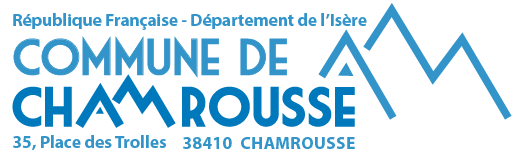 République Française - Département de l'Isère
COMMUNE DE
CHAMROUSSE
35, Place des Trolles 38410 CHAMROUSSE